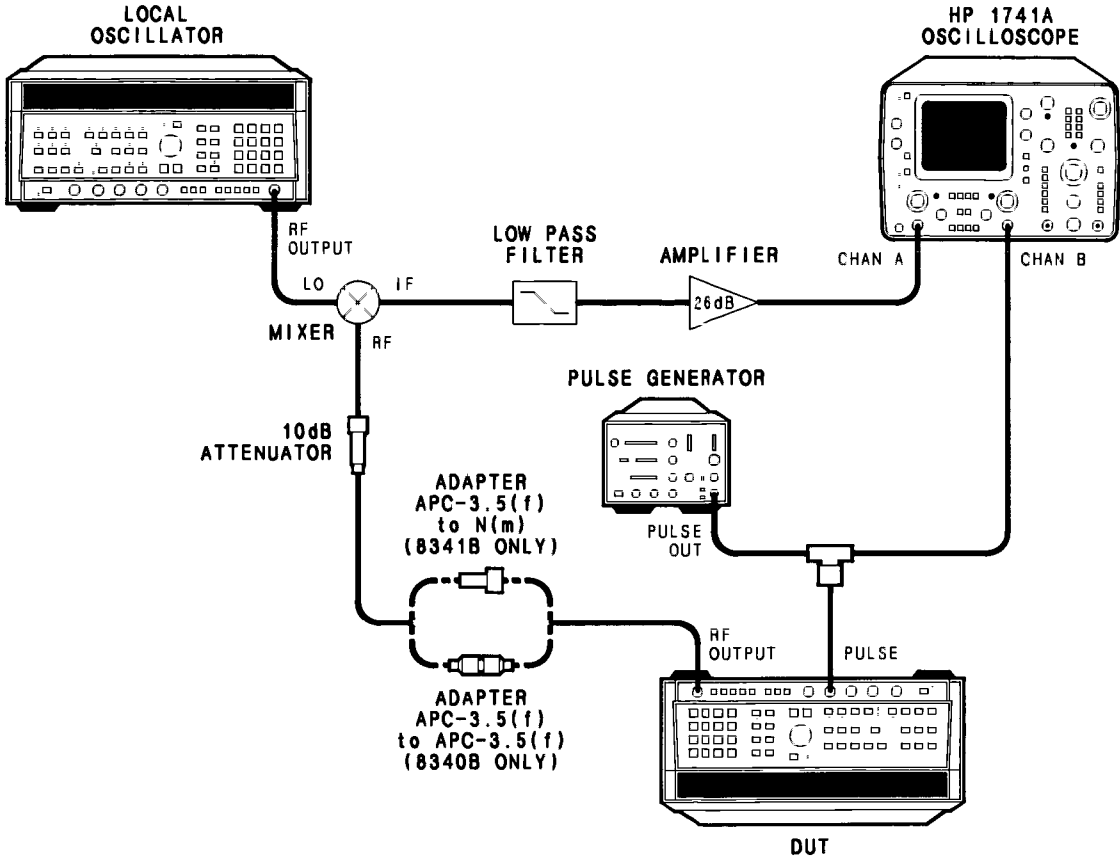 LOCAL
OSCILLATOR
HP 1741A
OSCILLOSCOPE
RF
OUTPUT
LOW PASS
FILTER
AMPLIFIER
CHAN A
CHAN B
LO
IF
26dB
MIXER
RF
PULSE GENERATOR
10dB
ATTENUATOR
ADAPTER
APC-3.5(f)
to N(m)
(8341B ONLY)
PULSE
OUT
RF
OUTPUT
PULSE
ADAPTER
APC-3.5(f)
to APC-3.5(f)
(8340B ONLY)
DUT